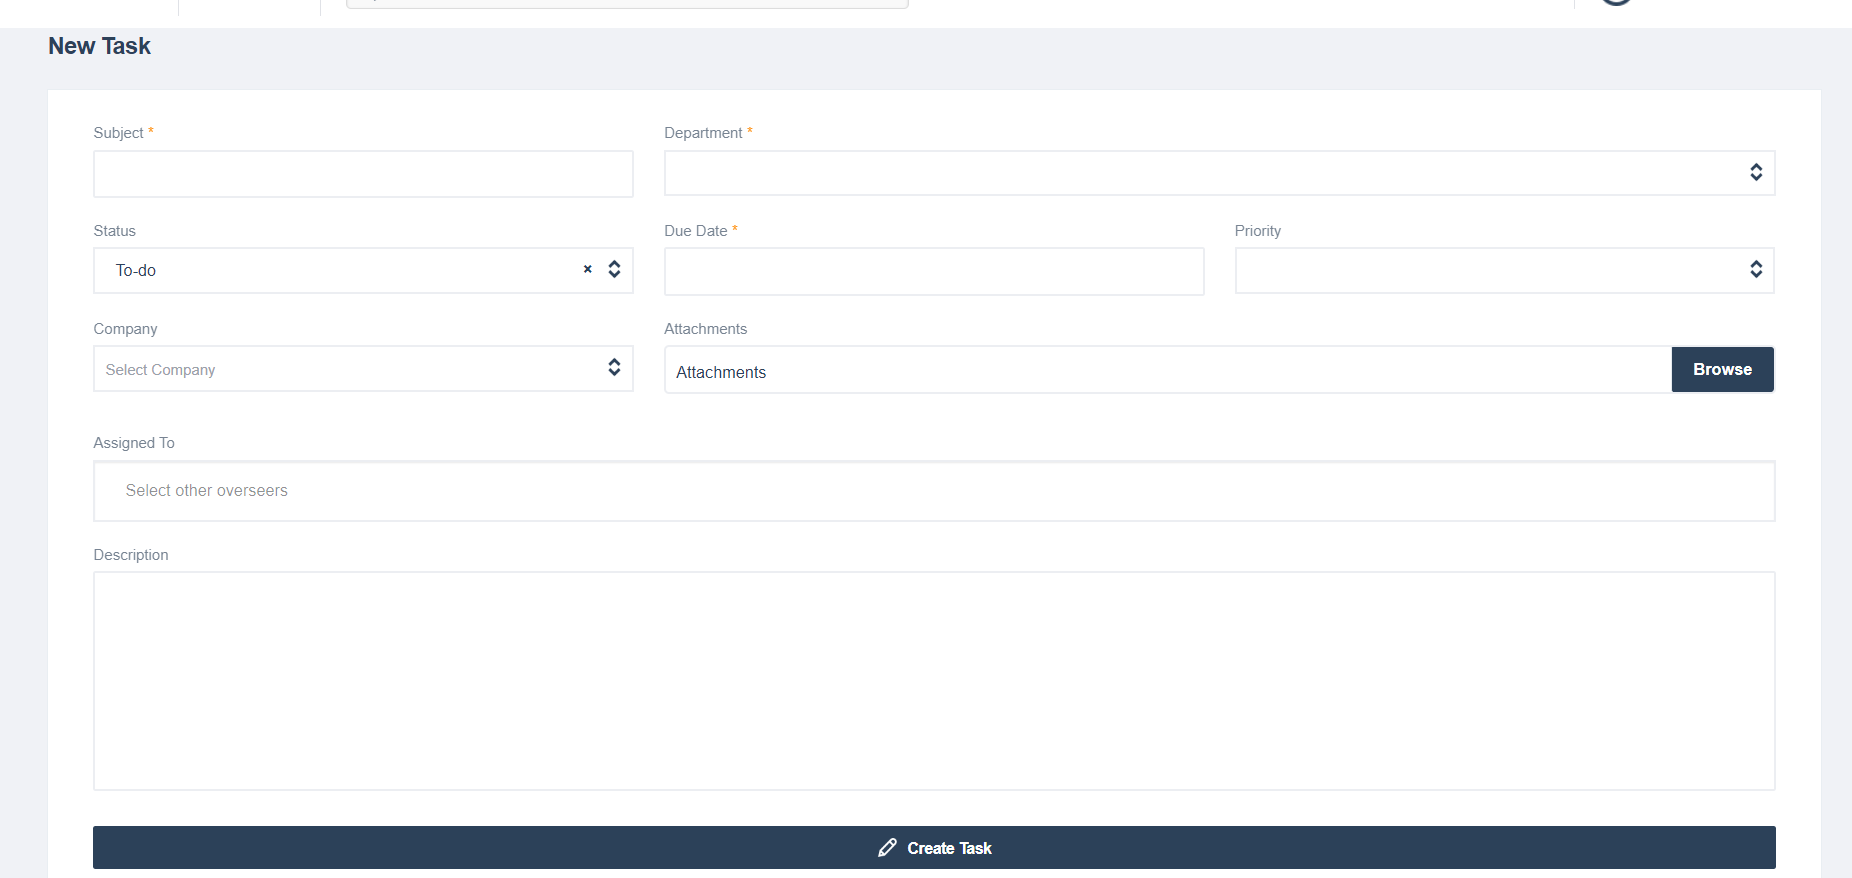 New Task
Subject *
Department *
Status
Due Date *
Priority
To-do ×
Company
Attachments
Select Company
Attachments
Browse
Assigned To
Select other overseers
Description
Create Task